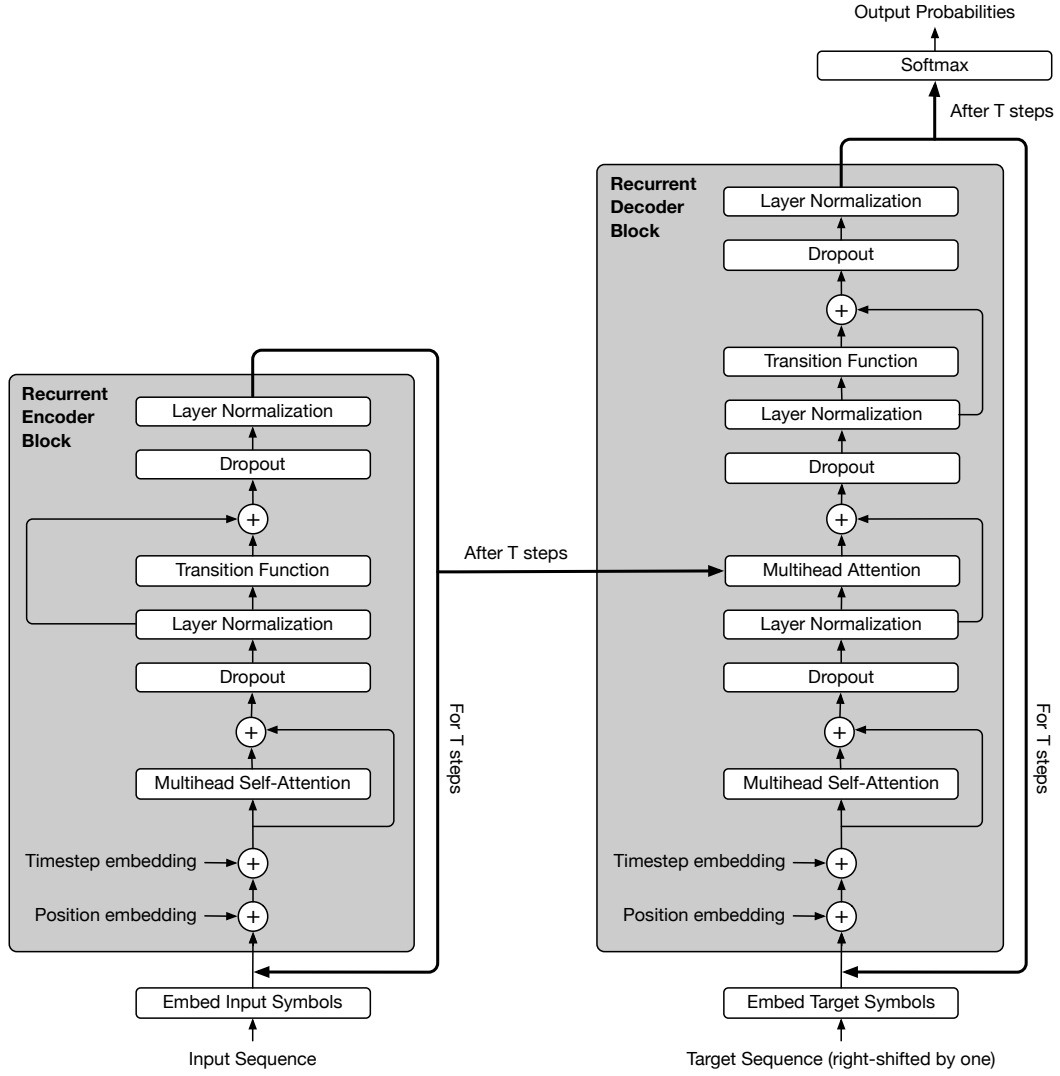 Output Probabilities
Softmax
After T steps
Recurrent
Decoder
Block
Layer Normalization
Dropout
+
Transition Function
Layer Normalization
Dropout
+
Multihead Attention
Layer Normalization
Dropout
+
Multihead Self-Attention
Timestep embedding
+
Position embedding
+
For T steps
Embed Target Symbols
Target Sequence (right-shifted by one)
After T steps
Recurrent
Encoder
Block
Layer Normalization
Dropout
+
Transition Function
Layer Normalization
Dropout
+
Multihead Self-Attention
Timestep embedding
+
Position embedding
+
For T steps
Embed Input Symbols
Input Sequence